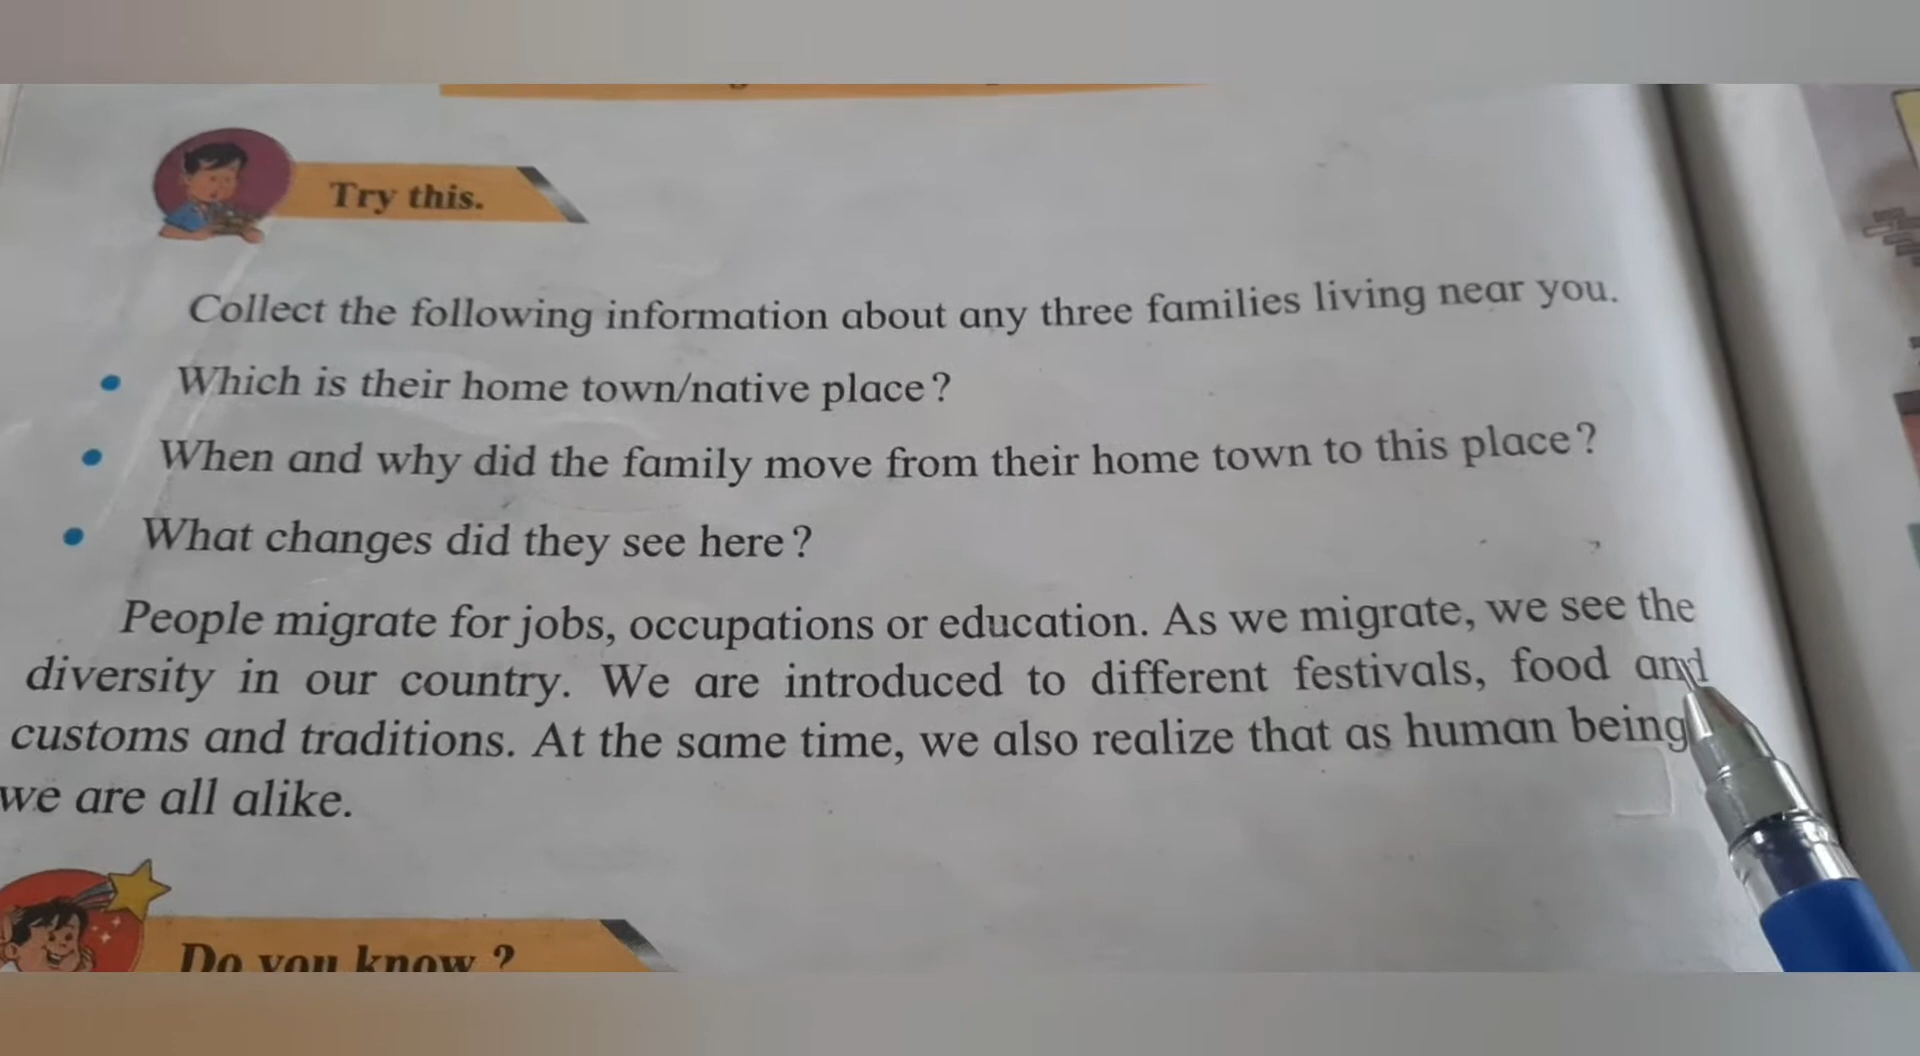 Try this.
Collect the following information about any three families living near you.
• Which is their home town/native place?
• When and why did the family move from their home town to this place?
• What changes did they see here?
People migrate for jobs, occupations or education. As we migrate, we see the
diversity in our country. We are introduced to different festivals, food and
customs and traditions. At the same time, we also realize that as human being
we are all alike.
Do you know ?